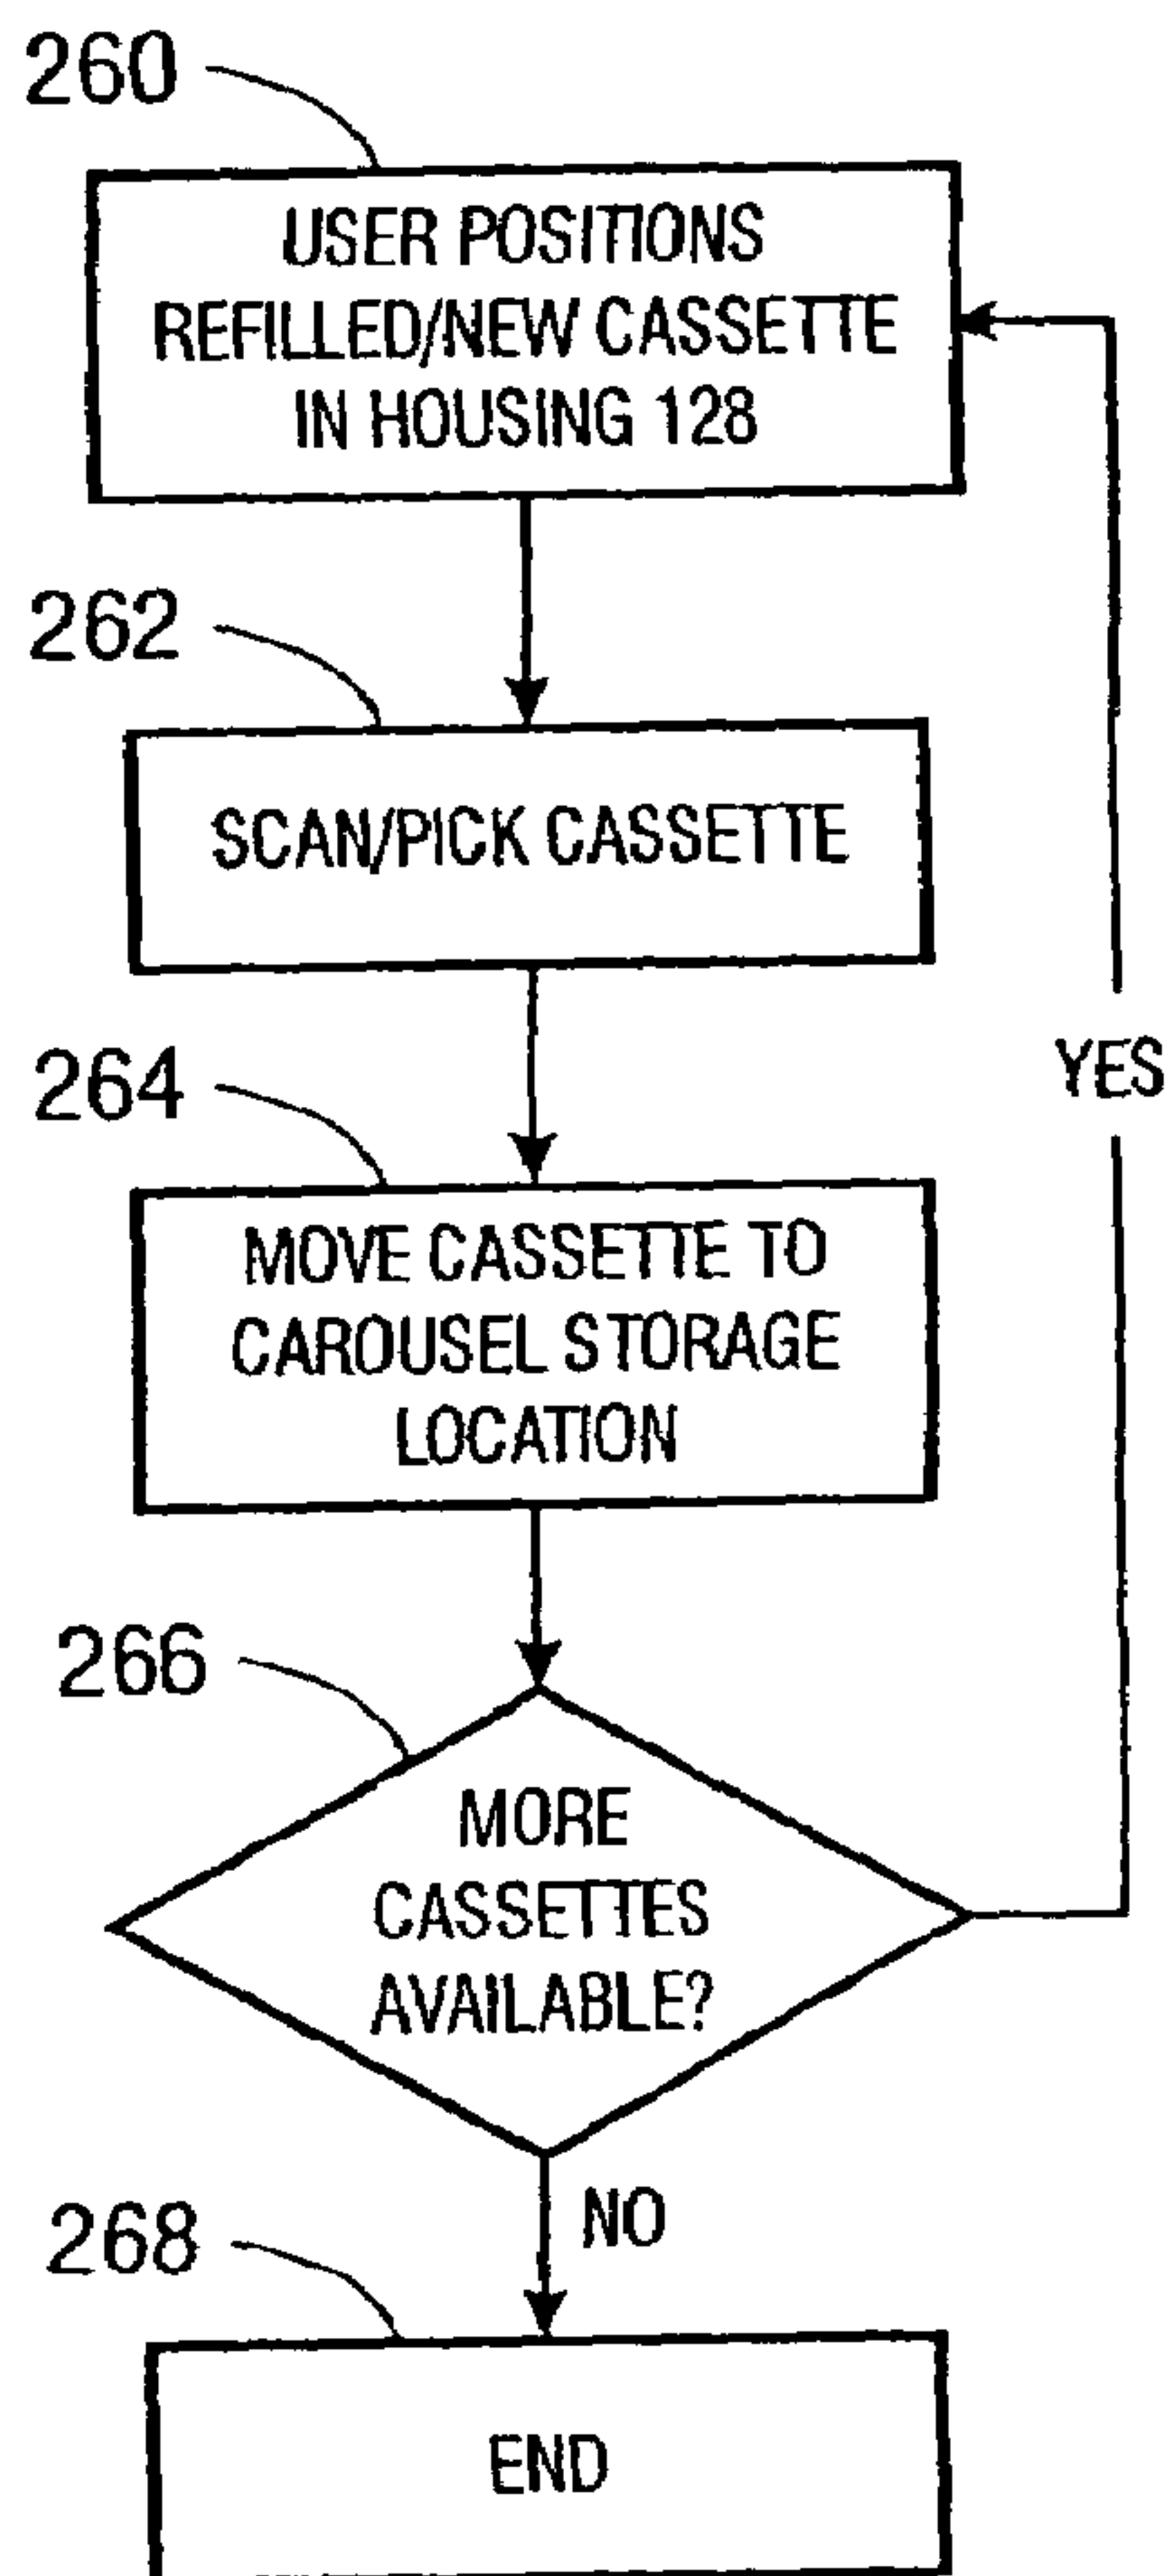 260
USER POSITIONS
REFILLED/NEW CASSETTE
IN HOUSING 128
262
SCAN/PICK CASSETTE
264
MOVE CASSETTE TO
CAROUSEL STORAGE
LOCATION
YES
266
MORE
CASSETTES
AVAILABLE?
NO
268
END